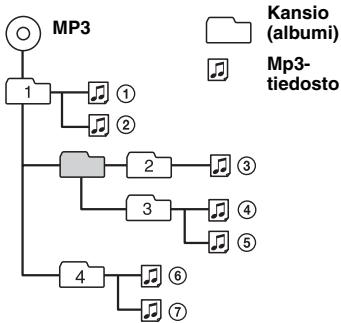 MP3
Kansio
(albumi)
Mp3-
tiedosto
1
①
②
2
③
3
④
⑤
4
⑥
⑦